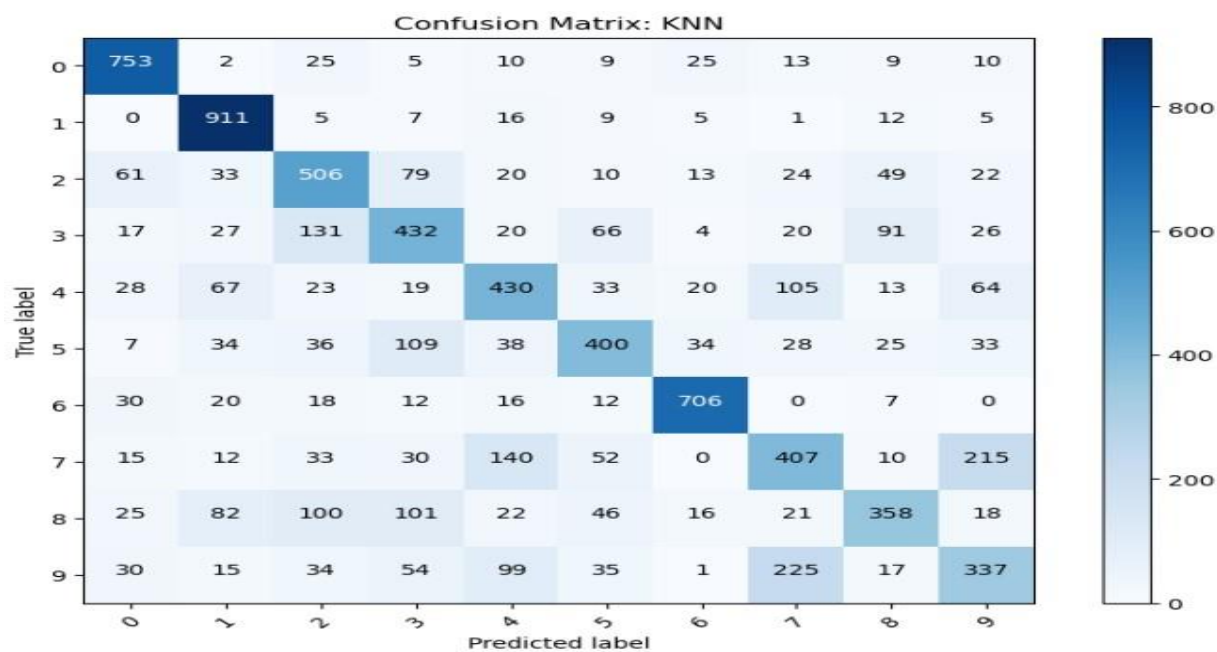 Confusion Matrix: KNN
0 753 2 25 5 10 9 25 13 9 10
1 0 911 5 7 16 9 5 1 12 5
2 61 33 506 79 20 10 13 24 49 22
3 17 27 131 432 20 66 4 20 91 26
4 28 67 23 19 430 33 20 105 13 64
5 7 34 36 109 38 400 34 28 25 33
6 30 20 18 12 16 12 706 0 7 0
7 15 12 33 30 140 52 0 407 10 215
8 25 82 100 101 22 46 16 21 358 18
9 30 15 34 54 99 35 1 225 17 337
0 1 2 3 4 5 6 7 8 9
Predicted label
True label
800
600
400
200
0